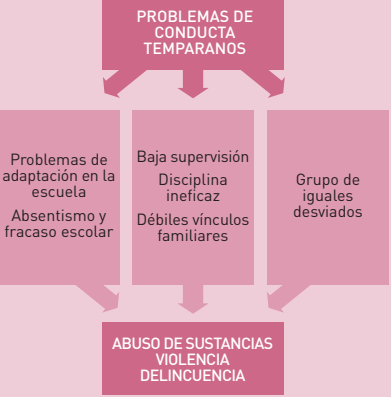 PROBLEMAS DE
CONDUCTA
TEMPARANOS
Problemas de
adaptación en la
escuela
Absentismo y
fracaso escolar
Baja supervisión
Disciplina
ineficaz
Débiles vínculos
familiares
Grupo de
iguales
desviados
ABUSO DE SUSTANCIAS
VIOLENCIA
DELINCUENCIA